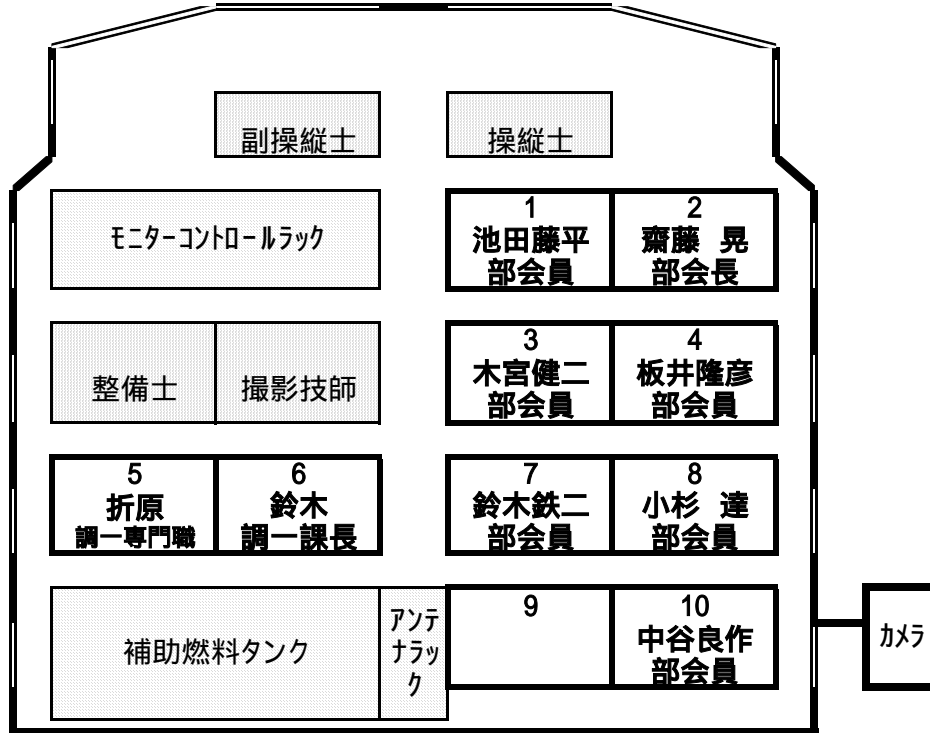 副操縦士
操縦士
ﾓﾆﾀｰｺﾝﾄﾛｰﾙﾗｯｸ
1
池田藤平
部会員
2
齋藤 晃
部会長
整備士
撮影技師
3
木宮健二
部会員
4
板井隆彦
部会員
5
折原
調一専門職
6
鈴木
調一課長
7
鈴木鉄二
部会員
8
小杉 達
部会員
補助燃料タンク
ｱﾝﾃ
ﾅﾗｯ
ｸ
9
10
中谷良作
部会員
ｶﾒﾗ